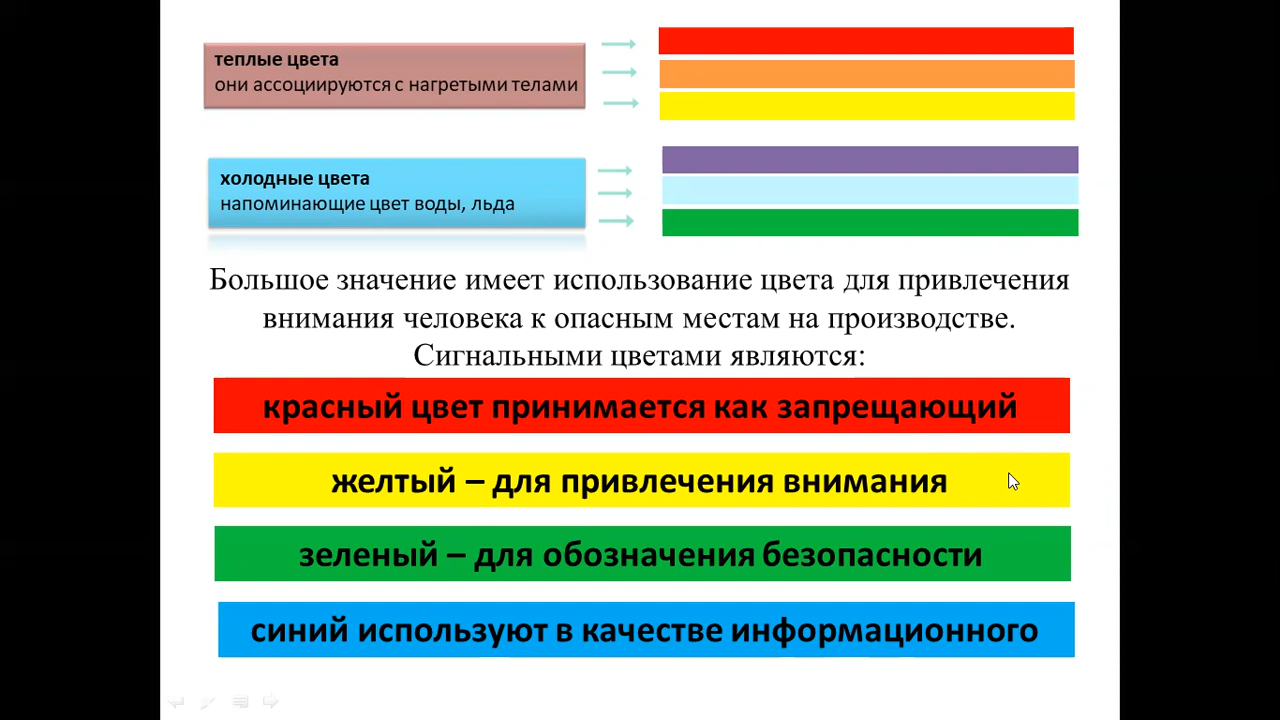 теплые цвета
они ассоциируются с нагретыми телами
холодные цвета
напоминающие цвет воды, льда
Большое значение имеет использование цвета для привлечения
внимания человека к опасным местам на производстве.
Сигнальными цветами являются:
красный цвет принимается как запрещающий
желтый – для привлечения внимания
зеленый – для обозначения безопасности
синий используют в качестве информационного